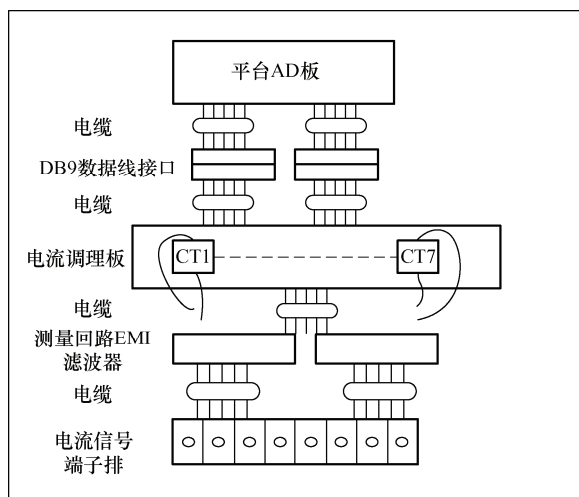 平台AD板
电缆
DB9数据线接口
电缆
电流调理板
CT1
CT7
电缆
测量回路EMI
滤波器
电缆
电流信号
端子排